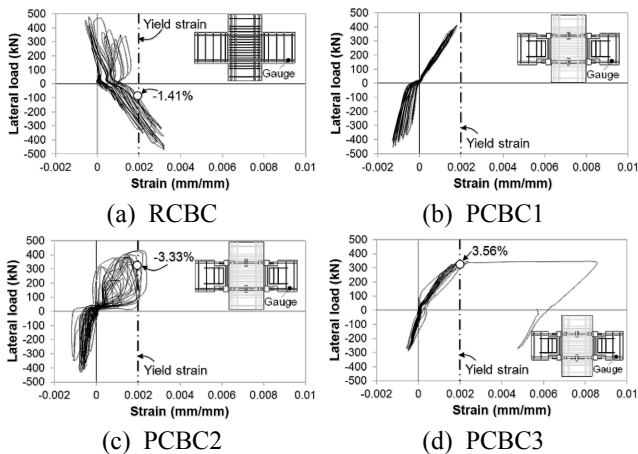 Lateral load (kN)
500
400
300
200
100
0
-100
-200
-300
-400
-500
Yield strain
Gauge
-1.41%
-0.002 0 0.002 0.004 0.006 0.008 0.01
Strain (mm/mm)
(a) RCBC
Lateral load (kN)
500
400
300
200
100
0
-100
-200
-300
-400
-500
Gauge
Yield strain
-0.002 0 0.002 0.004 0.006 0.008 0.01
Strain (mm/mm)
(b) PCBC1
Lateral load (kN)
500
400
300
200
100
0
-100
-200
-300
-400
-500
-3.33%
Gauge
Yield strain
-0.002 0 0.002 0.004 0.006 0.008 0.01
Strain (mm/mm)
(c) PCBC2
Lateral load (kN)
500
400
300
200
100
0
-100
-200
-300
-400
-500
3.56%
Gauge
Yield strain
-0.002 0 0.002 0.004 0.006 0.008 0.01
Strain (mm/mm)
(d) PCBC3